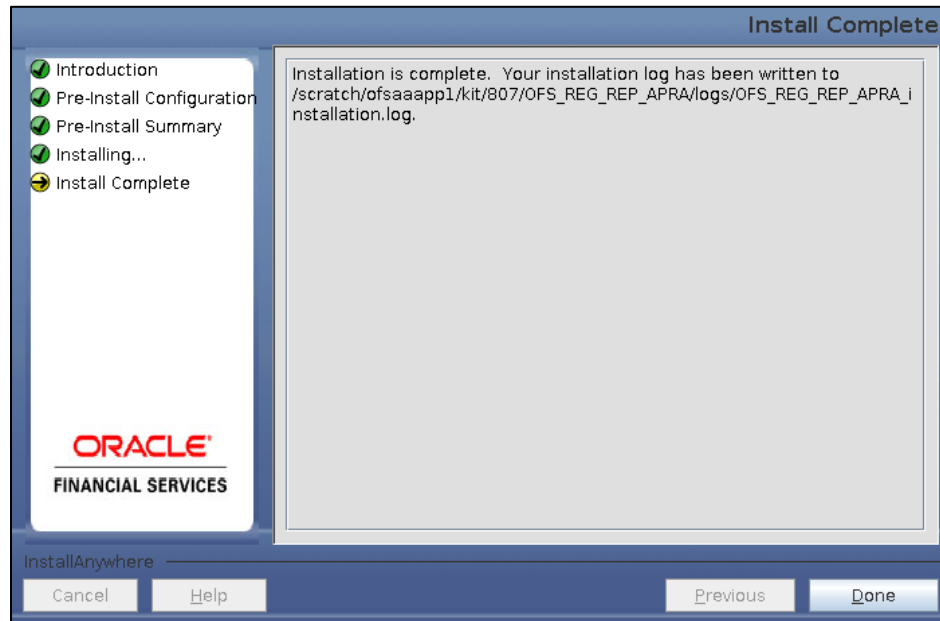 Install Complete
Introduction
Pre-Install Configuration
Pre-Install Summary
Installing...
Install Complete
Installation is complete. Your installation log has been written to
/scratch/ofsaaapp1/kit/807/OFS_REG_REP_APRA/logs/OFS_REG_REP_APRA_i
nstallation.log.
ORACLE'
FINANCIAL SERVICES
InstallAnywhere
Cancel
Help
Previous
Done